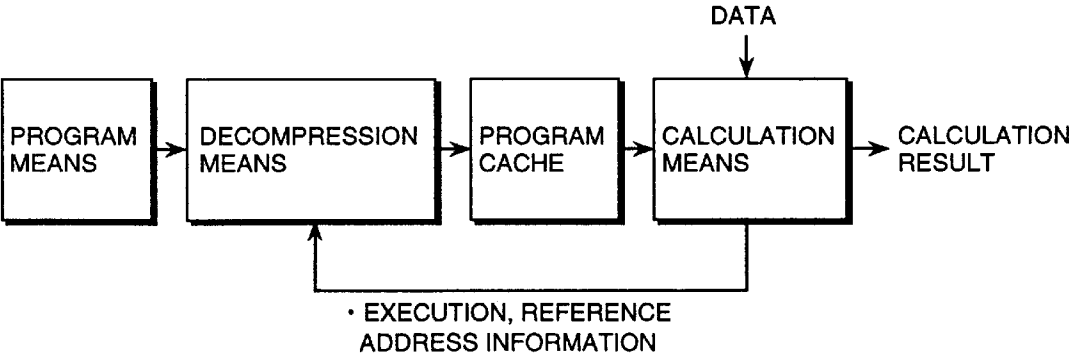 DATA
PROGRAM
MEANS
DECOMPRESSION
MEANS
PROGRAM
CACHE
CALCULATION
MEANS
CALCULATION
RESULT
· EXECUTION, REFERENCE
ADDRESS INFORMATION